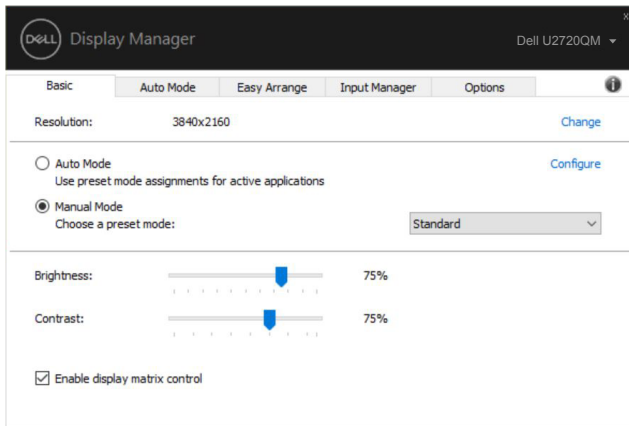 x
DELL Display Manager
Dell U2720QM
Basic Auto Mode Easy Arrange Input Manager Options i
Resolution: 3840x2160 Change
Auto Mode Configure
Use preset mode assignments for active applications
Manual Mode
Choose a preset mode: Standard
Brightness: 75%
Contrast: 75%
Enable display matrix control